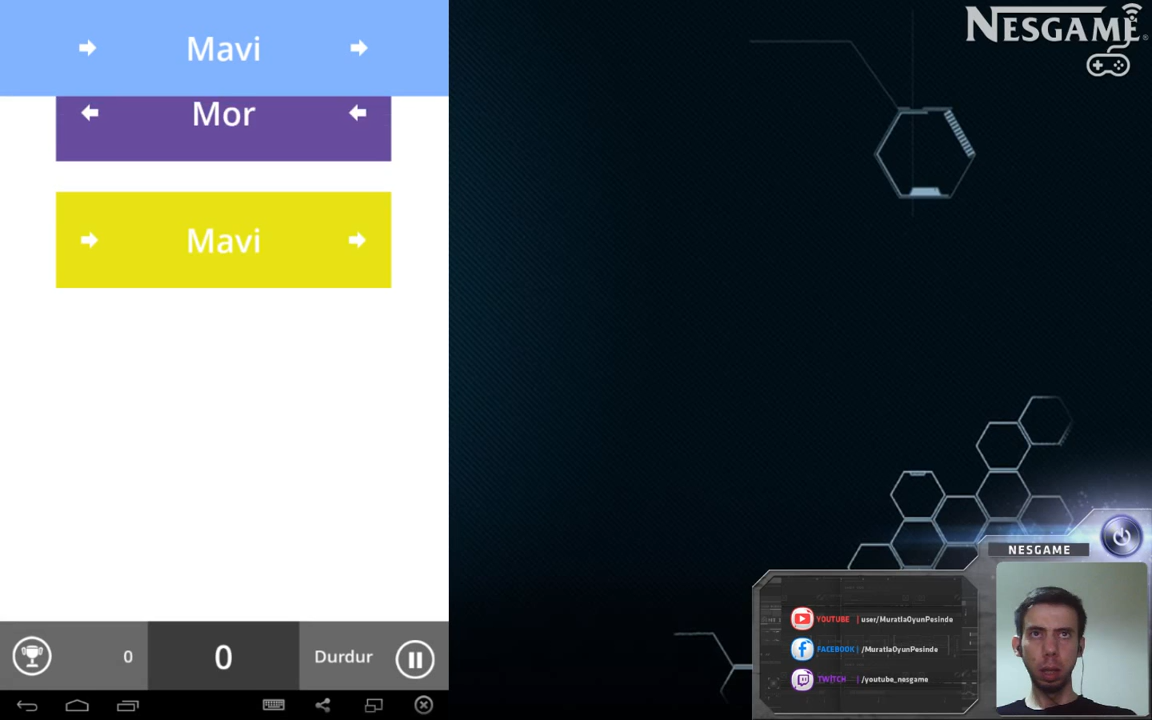 Mavi
Mor
Mavi
0
0
Durdur
NESGAME
NESGAME
YOUTUBE | user/MuratlaOyunPesinde
FACEBOOK | /MuratlaOyunPesinde
TWITCH | /youtube_nesgame